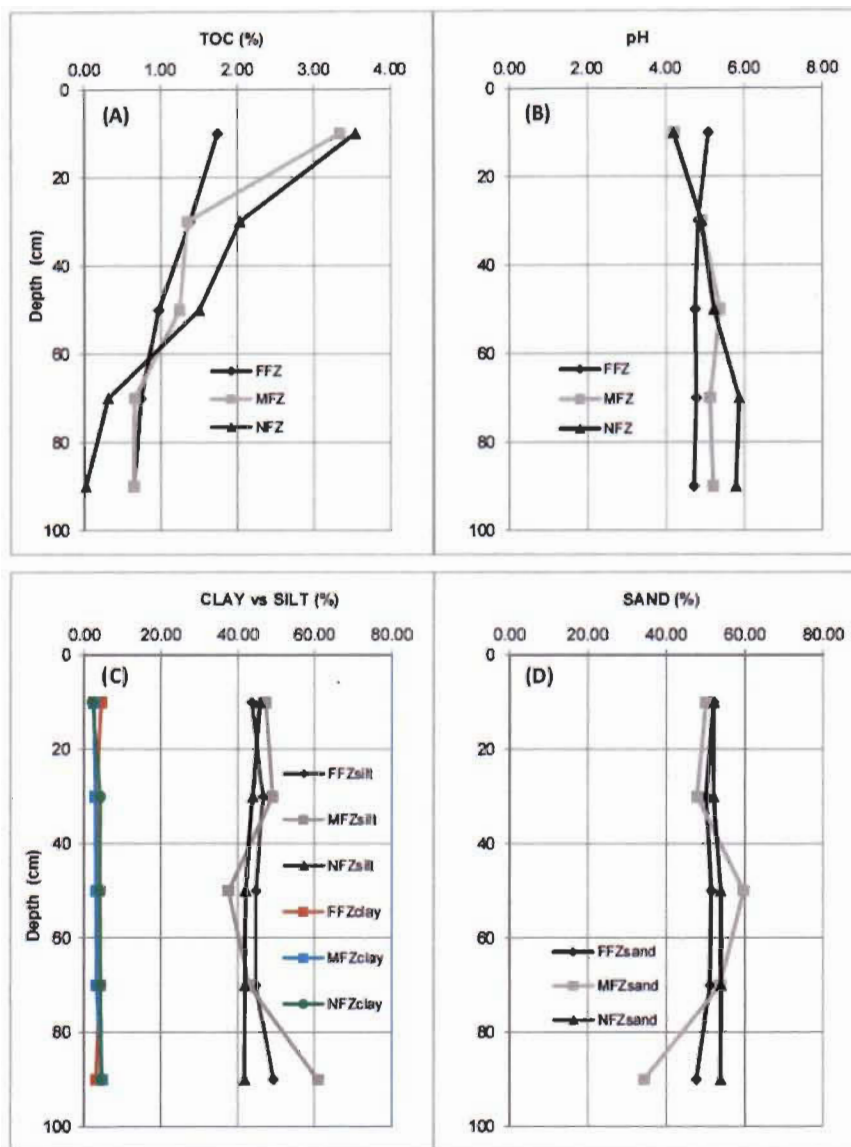 TOC (%)
0.00 1.00 2.00 3.00 4.00
0
(A)
20
40
60
80
100
Depth (cm)
FFZ
MFZ
NFZ
pH
0.00 2.00 4.00 6.00 8.00
0
(B)
20
40
60
80
100
FFZ
MFZ
NFZ
CLAY vs SILT (%)
0.00 20.00 40.00 60.00 80.00
0
(C)
20
40
60
80
100
Depth (cm)
FFZsilt
MFZsilt
NFZsilt
FFZclay
MFZclay
NFZclay
SAND (%)
0.00 20.00 40.00 60.00 80.00
0
(D)
20
40
60
80
100
FFZsand
MFZsand
NFZsand